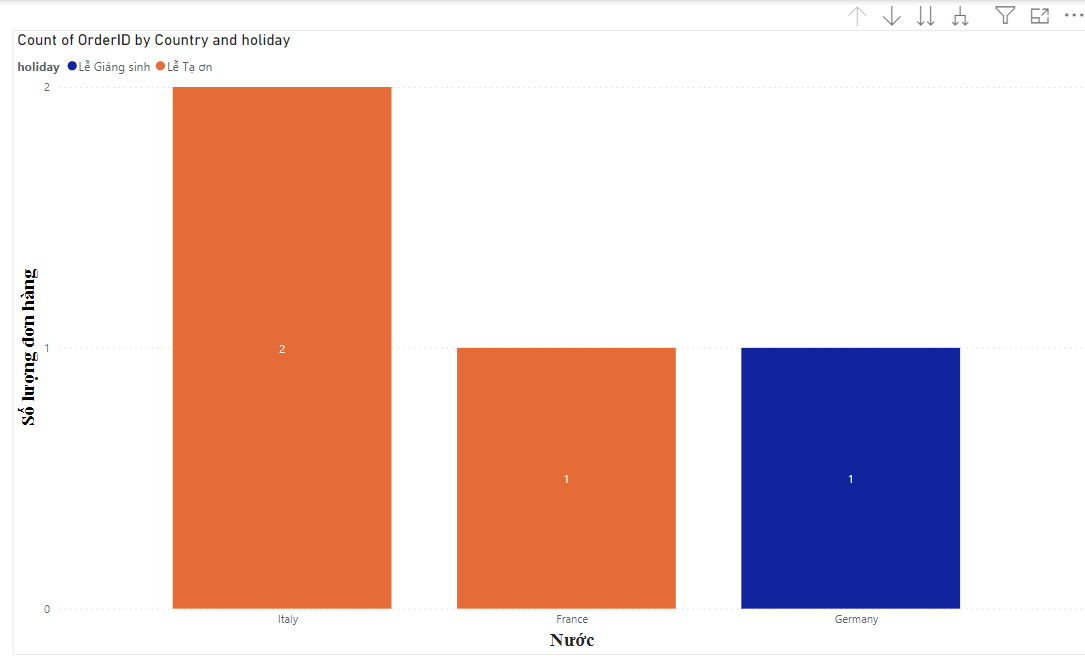 Count of OrderID by Country and holiday
holiday Lễ Giáng sinh Lễ Tạ ơn
2
1
0
Số lượng đơn hàng
2
1
1
Italy France Germany
Nước